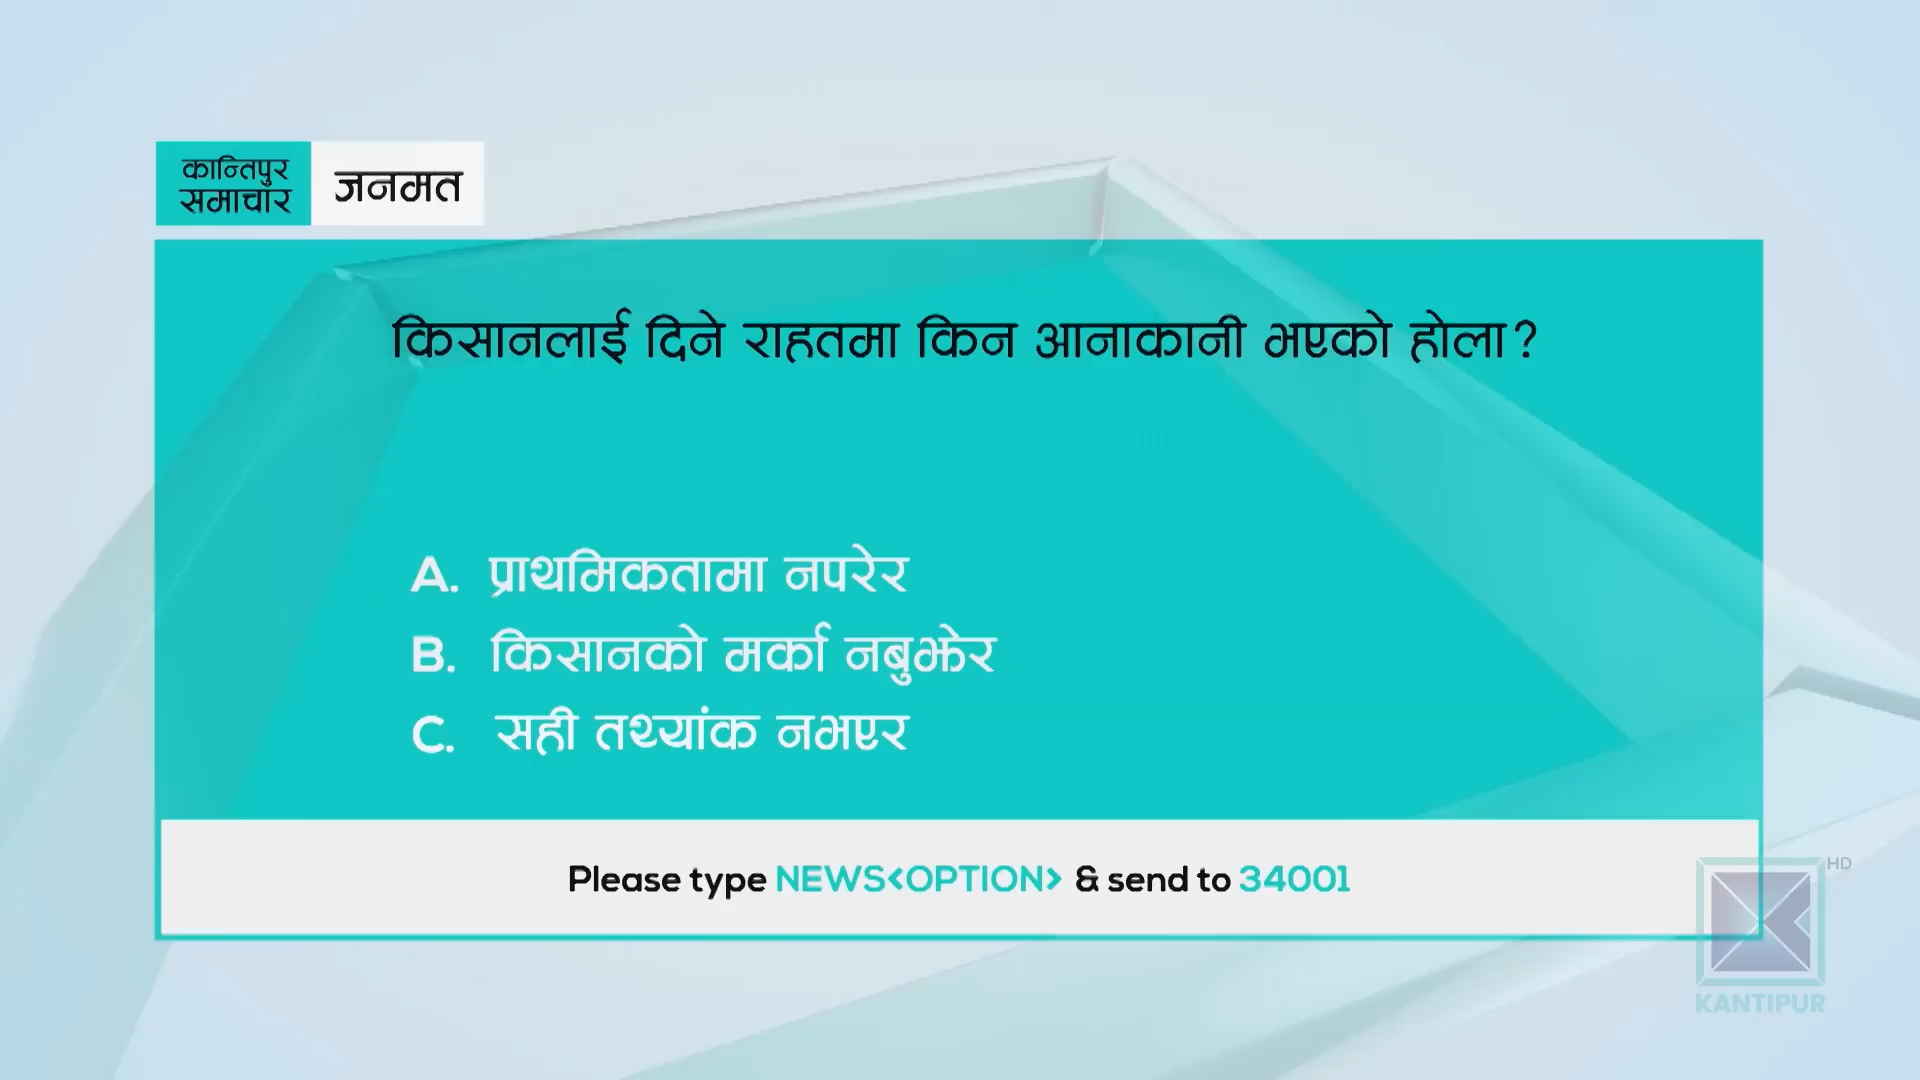 कान्तिपुर
समाचार
जनमत
किसानलाई दिने राहतमा किन आनाकानी भएको होला?
A. प्राथमिकतामा नपरेर
B. किसानको मर्का नबुझेर
C. सही तथ्यांक नभएर
Please type NEWS<OPTION> & send to 34001
HD
KANTIPUR